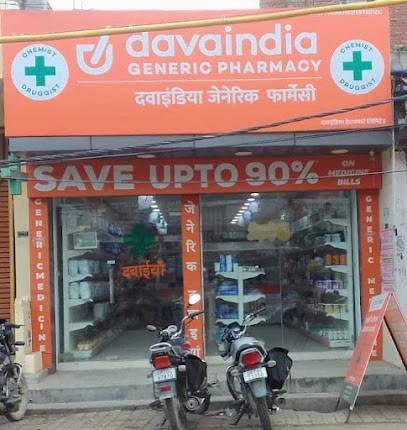 davaindia
GENERIC PHARMACY
दवाइंडिया जेनेरिक फार्मेसी
CHEMIST
DRUGGIST
CHEMIST
DRUGGIST
SAVE UPTO 90%
ON
MEDICINE
BILLS
GENERIC MEDICINE
दवाईयाँ
जेनेरिक
GENERIC